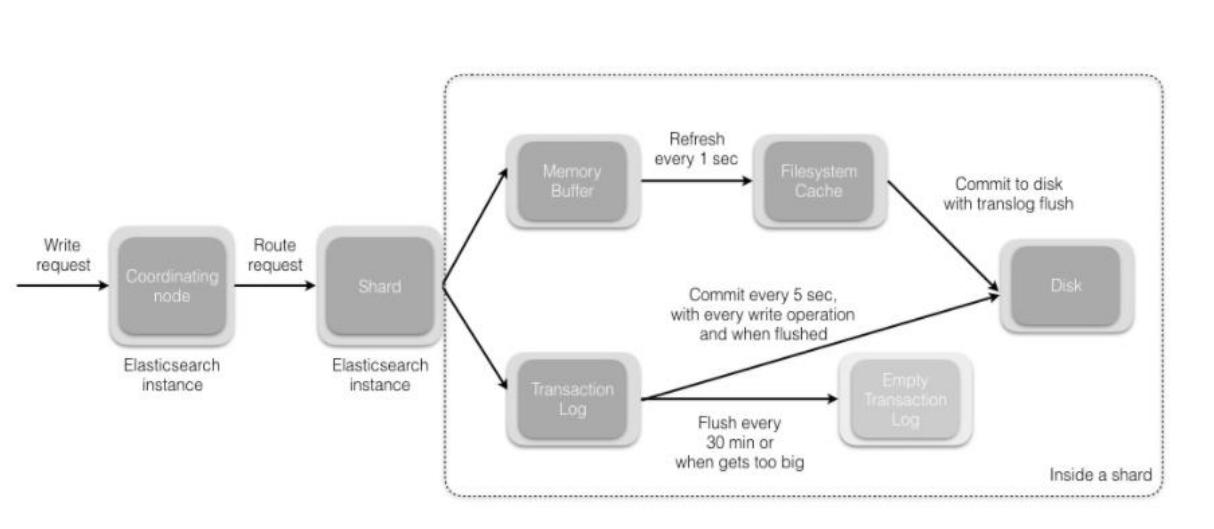 Write
request
Coordinating
node
Elasticsearch
instance
Route
request
Shard
Elasticsearch
instance
Memory
Buffer
Refresh
every 1 sec
Filesystem
Cache
Commit to disk
with translog flush
Disk
Commit every 5 sec,
with every write operation
and when flushed
Transaction
Log
Flush every
30 min or
when gets too big
Empty
Transaction
Log
Inside a shard